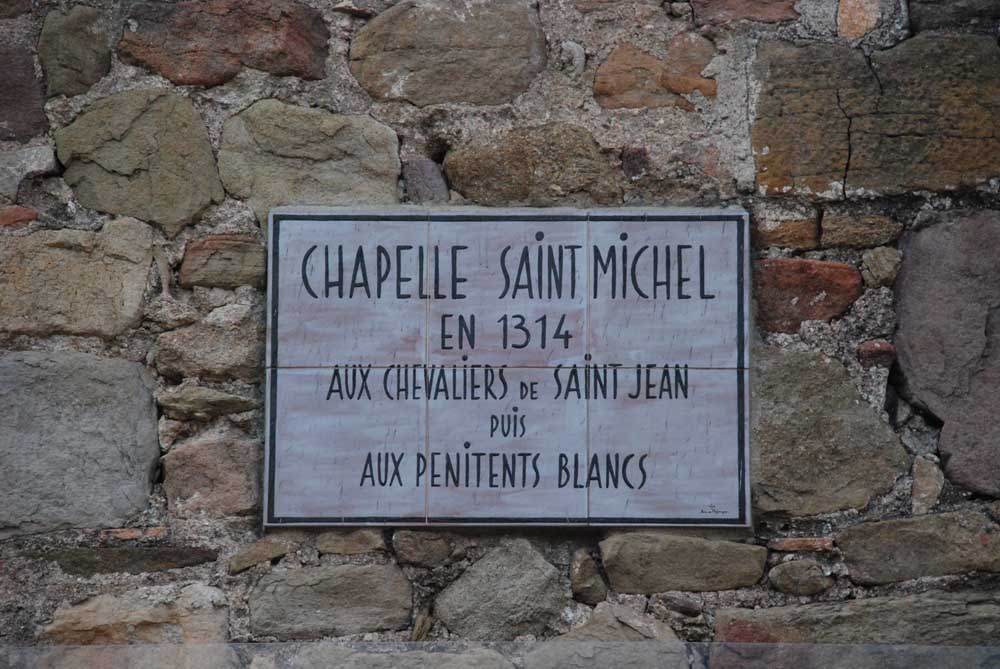 CHAPELLE SAINT MICHEL
EN 1314
AUX CHEVALIERS DE SAINT JEAN
PUIS
AUX PENITENTS BLANCS